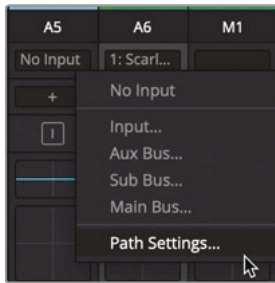 A5 A6 M1
No Input 1: Scarl...
+
No Input
I
Input...
Aux Bus...
Sub Bus...
Main Bus...
Path Settings...